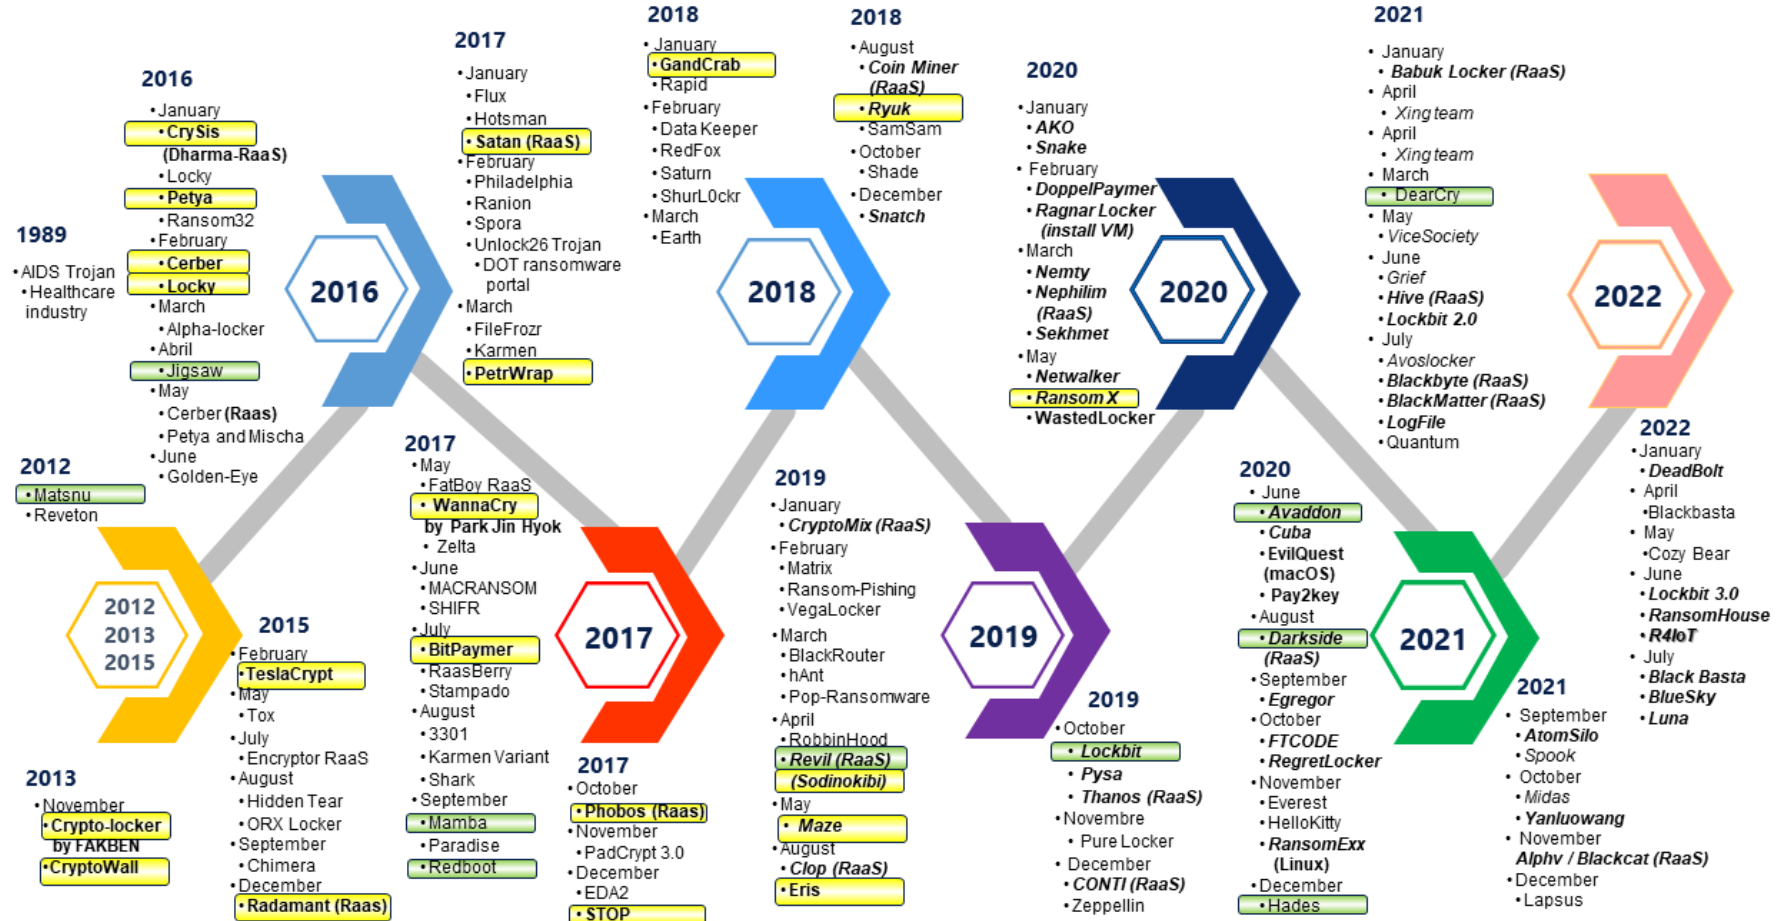 1989
• AIDS Trojan
• Healthcare
industry
2012
• Matsnu
• Reveton
2012
2013
2015
2013
• November
• Crypto-locker
by FAKBEN
• CryptoWall
2015
• February
• TeslaCrypt
• May
• Tox
• July
• Encryptor RaaS
• August
• Hidden Tear
• ORX Locker
• September
• Chimera
• December
• Radamant (Raas)
2016
• January
• CrySis
(Dharma-RaaS)
• Locky
• Petya
• Ransom32
• February
• Cerber
• Locky
• March
• Alpha-locker
• Abril
• Jigsaw
• May
• Cerber (Raas)
• Petya and Mischa
• June
• Golden-Eye
2016
2017
• January
• Flux
• Hotsman
• Satan (RaaS)
• February
• Philadelphia
• Ranion
• Spora
• Unlock26 Trojan
• DOT ransomware
portal
• March
• FileFrozr
• Karmen
• PetrWrap
2017
• May
• FatBoy RaaS
• WannaCry
by Park Jin Hyok
• Zelta
• June
• MACRANSOM
• SHIFR
• July
• BitPaymer
• RaasBerry
• Stampado
• August
• 3301
• Karmen Variant
• Shark
• September
• Mamba
• Paradise
• Redboot
2017
2017
• October
• Phobos (Raas)
• November
• PadCrypt 3.0
• December
• EDA2
• STOP
2018
• January
• GandCrab
• Rapid
• February
• Data Keeper
• RedFox
• Saturn
• ShurL0ckr
• March
• Earth
2018
2018
• August
• Coin Miner
(RaaS)
• Ryuk
• SamSam
• October
• Shade
• December
• Snatch
2019
• January
• CryptoMix (RaaS)
• February
• Matrix
• Ransom-Pishing
• VegaLocker
• March
• BlackRouter
• hAnt
• Pop-Ransomware
• April
• RobbinHood
• Revil (RaaS)
(Sodinokibi)
• May
• Maze
• August
• Clop (RaaS)
• Eris
2019
2019
• October
• Lockbit
• Pysa
• Thanos (RaaS)
• Novembre
• Pure Locker
• December
• CONTI (RaaS)
• Zeppellin
2020
• January
• AKO
• Snake
• February
• DoppelPaymer
• Ragnar Locker
(install VM)
• March
• Nemty
• Nephilim
(RaaS)
• Sekhmet
• May
• Netwalker
• Ransom X
• WastedLocker
2020
2020
• June
• Avaddon
• Cuba
• EvilQuest
(macOS)
• Pay2key
• August
• Darkside
(RaaS)
• September
• Egregor
• October
• FTCODE
• RegretLocker
• November
• Everest
• HelloKitty
• RansomExx
(Linux)
• December
• Hades
2021
• January
• Babuk Locker (RaaS)
• April
• Xing team
• April
• Xing team
• March
• DearCry
• May
• ViceSociety
• June
• Grief
• Hive (RaaS)
• Lockbit 2.0
• July
• Avoslocker
• Blackbyte (RaaS)
• BlackMatter (RaaS)
• LogFile
• Quantum
2021
2021
• September
• AtomSilo
• Spook
• October
• Midas
• Yanluowang
• November
Alphv / Blackcat (RaaS)
• December
• Lapsus
2022
2022
• January
• DeadBolt
• April
• Blackbasta
• May
• Cozy Bear
• June
• Lockbit 3.0
• RansomHouse
• R4IoT
• July
• Black Basta
• BlueSky
• Luna